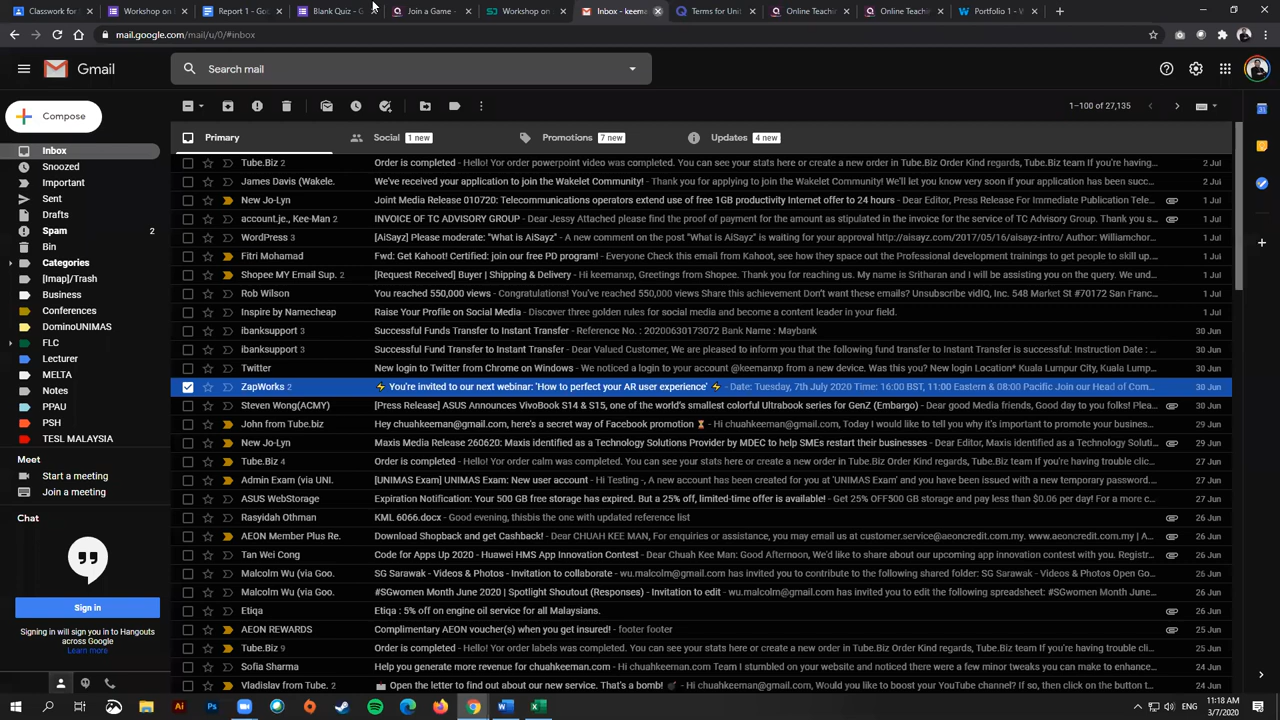 Classwork for
Workshop on
Report 1 - Go
Blank Quiz - G
Join a Game -
Workshop on
Inbox - keem
Terms for Unit
Online Teachi
Online Teachi
Portfolio 1 - W
mail.google.com/mail/u/0/#inbox
Gmail
Search mail
Compose
1–100 of 27,135
Primary
Social 1 new
Promotions 7 new
Updates 4 new
Inbox
Snoozed
Important
Sent
Drafts
Spam 2
Bin
Categories
[Imap]/Trash
Business
Conferences
DominoUNIMAS
FLC
Lecturer
MELTA
Notes
PPAU
PSH
TESL MALAYSIA
Meet
Start a meeting
Join a meeting
Chat
Sign in
Signing in will sign you in to Hangouts
across Google
Learn more
Tube.Biz 2 Order is completed - Hello! Yor order powerpoint video was completed. You can see your stats here or create a new order in Tube.Biz Order Kind regards, Tube.Biz team If you're having... 2 Jul
James Davis (Wakele. We've received your application to join the Wakelet Community! - Thank you for applying to join the Wakelet Community! We'll let you know very soon if your application has been succ... 2 Jul
New Jo-Lyn Joint Media Release 010720: Telecommunications operators extend use of free 1GB productivity Internet offer to 24 hours - Dear Editor, Press Release For Immediate Publication Tele... 2 Jul
account.je., Kee-Man 2 INVOICE OF TC ADVISORY GROUP - Dear Jessy Attached please find the proof of payment for the amount as stipulated in the invoice for the service of TC Advisory Group. Thank you s... 1 Jul
WordPress 3 [AiSayz] Please moderate: "What is AiSayz" - A new comment on the post "What is AiSayz" is waiting for your approval http://aisayz.com/2017/05/16/aisayz-intro/ Author: Williamchor... 1 Jul
Fitri Mohamad Fwd: Get Kahoot! Certified: join our free PD program! - Everyone Check this email from Kahoot, see how they space out the Professional development trainings to get people to skill up... 1 Jul
Shopee MY Email Sup. 2 [Request Received] Buyer | Shipping & Delivery - Hi keemanxp, Greetings from Shopee. Thank you for reaching us. My name is Sritharan and I will be assisting you on the query. We und... 1 Jul
Rob Wilson You reached 550,000 views - Congratulations! You've reached 550,000 views Share this achievement Don't want these emails? Unsubscribe vidIQ, Inc. 548 Market St #70172 San Franc... 1 Jul
Inspire by Namecheap Raise Your Profile on Social Media - Discover three golden rules for social media and become a content leader in your field. 1 Jul
ibanksupport 3 Successful Funds Transfer to Instant Transfer - Reference No. : 20200630173072 Bank Name : Maybank 30 Jun
ibanksupport 3 Successful Fund Transfer to Instant Transfer - Dear Valued Customer, We are pleased to inform you that the following fund transfer to Instant Transfer is successful: Instruction Date : ... 30 Jun
Twitter New login to Twitter from Chrome on Windows - We noticed a login to your account @keemanxp from a new device. Was this you? New login Location* Kuala Lumpur City, Kuala Lump... 30 Jun
ZapWorks 2 ⚡ You're invited to our next webinar: 'How to perfect your AR user experience' ⚡ - Date: Tuesday, 7th July 2020 Time: 16:00 BST, 11:00 Eastern & 08:00 Pacific Join our Head of Com... 30 Jun
Steven Wong(ACMY) [Press Release] ASUS Announces VivoBook S14 & S15, one of the world's smallest colorful Ultrabook series for GenZ (Embargo) - Dear good Media friends, Good day to you folks! Plea... 30 Jun
John from Tube.biz Hey chuahkeeman@gmail.com, here's a secret way of Facebook promotion ⌛ - Hi chuahkeeman@gmail.com, Today I would like to tell you why it's important to promote your busines... 29 Jun
New Jo-Lyn Maxis Media Release 260620: Maxis identified as a Technology Solutions Provider by MDEC to help SMEs restart their businesses - Dear Editor, Maxis identified as a Technology Soluti... 27 Jun
Tube.Biz 4 Order is completed - Hello! Yor order calm was completed. You can see your stats here or create a new order in Tube.Biz Order Kind regards, Tube.Biz team If you're having trouble clic... 27 Jun
Admin Exam (via UNI. [UNIMAS Exam] UNIMAS Exam: New user account - Hi Testing -, A new account has been created for you at 'UNIMAS Exam' and you have been issued with a new temporary password... 27 Jun
ASUS WebStorage Expiration Notification: Your 500 GB free storage has expired. But a 25% off, limited-time offer is available! - Get 25% OFF500 GB storage and pay less than $0.06 per day! For a more c... 27 Jun
Rasyidah Othman KML 6066.docx - Good evening, thisbis the one with updated reference list 26 Jun
AEON Member Plus Re. Download Shopback and get Cashback! - Dear CHUAH KEE MAN, For enquiries or assistance, you may email us at customer.service@aeoncredit.com.my. www.aeoncredit.com.my | A... 26 Jun
Tan Wei Cong Code for Apps Up 2020 - Huawei HMS App Innovation Contest - Dear Chuah Kee Man: Good Afternoon, We'd like to share about our upcoming app innovation contest with you. Registr... 26 Jun
Malcolm Wu (via Goo. SG Sarawak - Videos & Photos - Invitation to collaborate - wu.malcolm@gmail.com has invited you to contribute to the following shared folder: SG Sarawak - Videos & Photos Open Go... 26 Jun
Malcolm Wu (via Goo. #SGwomen Month June 2020 | Spotlight Shoutout (Responses) - Invitation to edit - wu.malcolm@gmail.com has invited you to edit the following spreadsheet: #SGwomen Month June... 26 Jun
Etiqa Etiqa : 5% off on engine oil service for all Malaysians. 26 Jun
AEON REWARDS Complimentary AEON voucher(s) when you get insured! - footer footer 25 Jun
Tube.Biz 9 Order is completed - Hello! Yor order labels was completed. You can see your stats here or create a new order in Tube.Biz Order Kind regards, Tube.Biz team If you're having trouble cli... 25 Jun
Sofia Sharma Help you generate more revenue for chuahkeeman.com - Hi chuahkeeman.com Team I stumbled on your website and noticed there were a few minor tweaks you can make to enhance... 24 Jun
Vladislav from Tube. 2 Open the letter to find out about our new service. That's a bomb! - Hi chuahkeeman@gmail.com, Would you like to boost your YouTube channel? If so, then click on the button t... 24 Jun
11:18 AM
3/7/2020